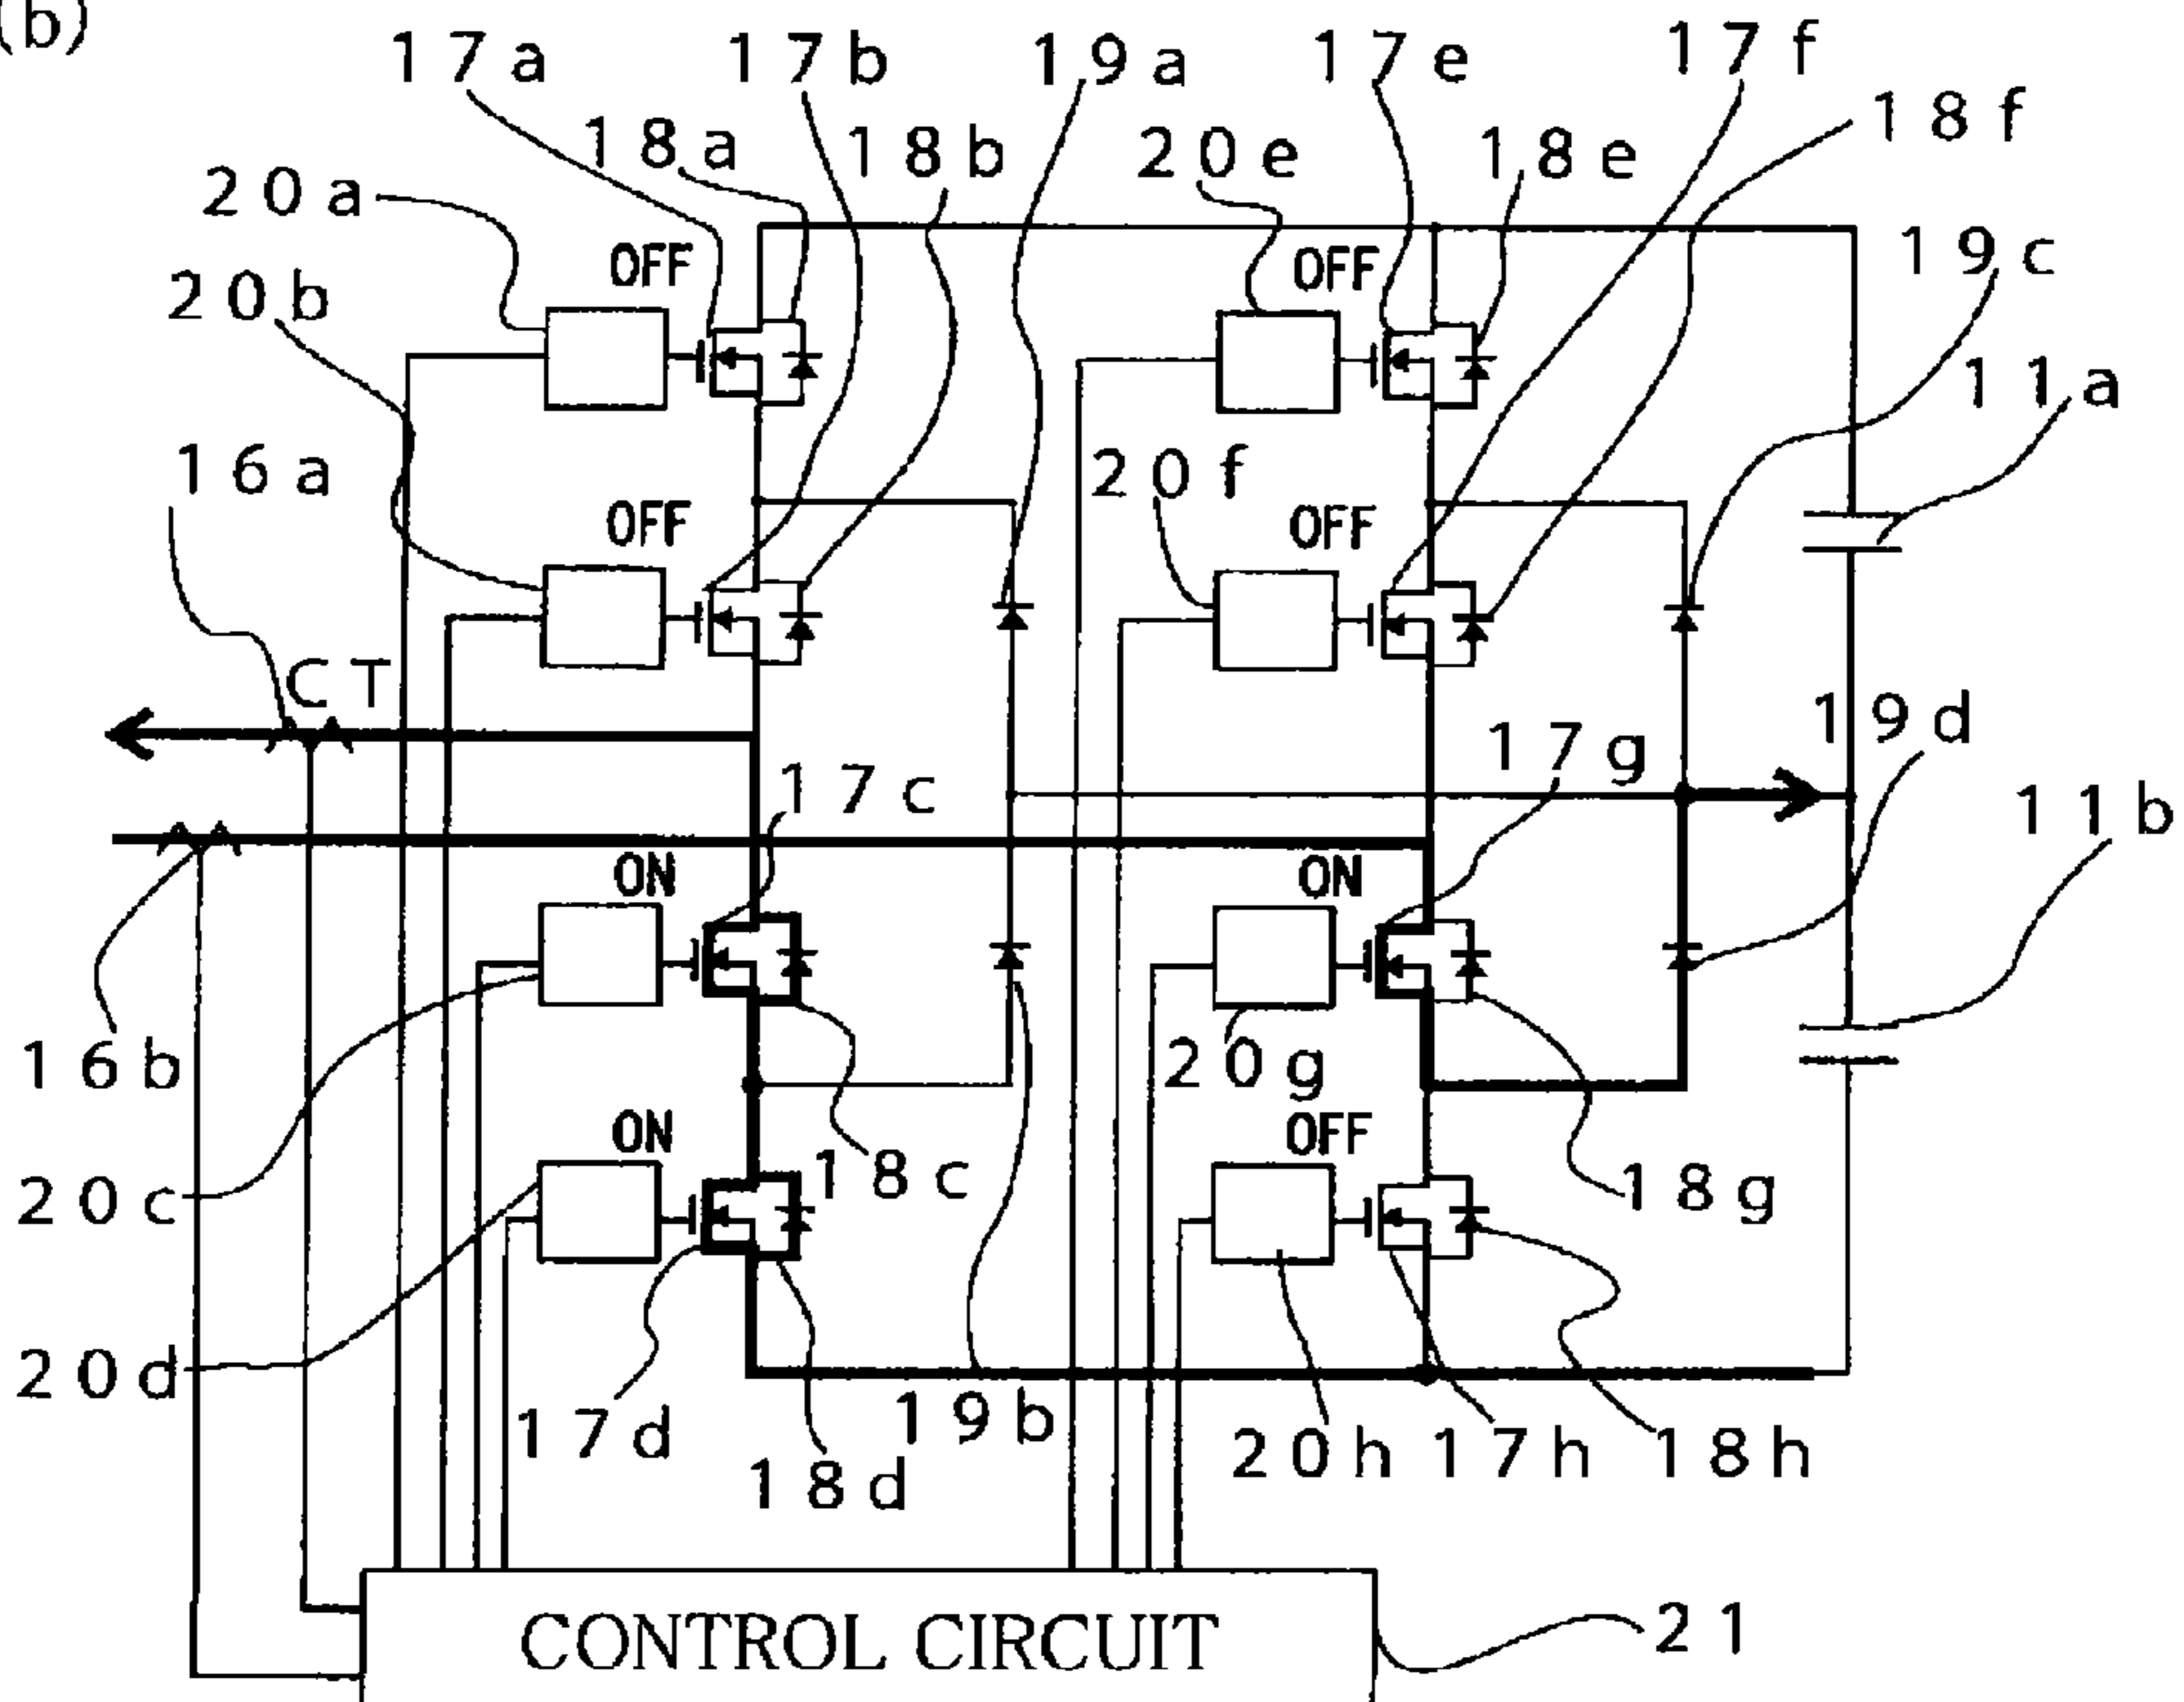 (b)
17a 17b 19a 17e 17f
18a 18b 20e 18e 18f
20a
OFF OFF
19c
20b
11a
16a
20f
OFF OFF
CT
19d
17g
17c
11b
ON ON
16b
20g
ON OFF
18c
20c
18g
20d
17d 19b
18d
20h 17h 18h
CONTROL CIRCUIT
21